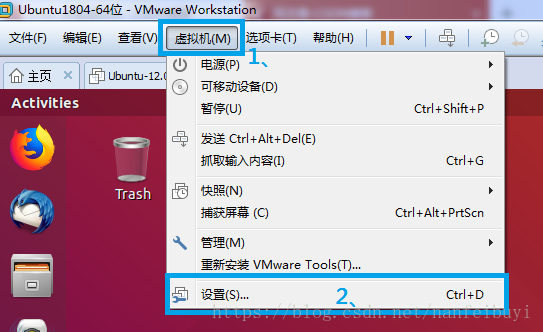 Ubuntu1804-64位 - VMware Workstation
文件(F) 编辑(E) 查看(V) 虚拟机(M) 选项卡(T) 帮助(H)
1、
主页 Ubuntu-12.0
Activities
电源(P)
可移动设备(D)
暂停(U) Ctrl+Shift+P
发送 Ctrl+Alt+Del(E)
抓取输入内容(I) Ctrl+G
Trash
快照(N)
捕获屏幕 (C) Ctrl+Alt+PrtScn
管理(M)
重新安装 VMware Tools(T)...
设置(S)... 2、 Ctrl+D
https://blog.csdn.net/nanfeibuyi